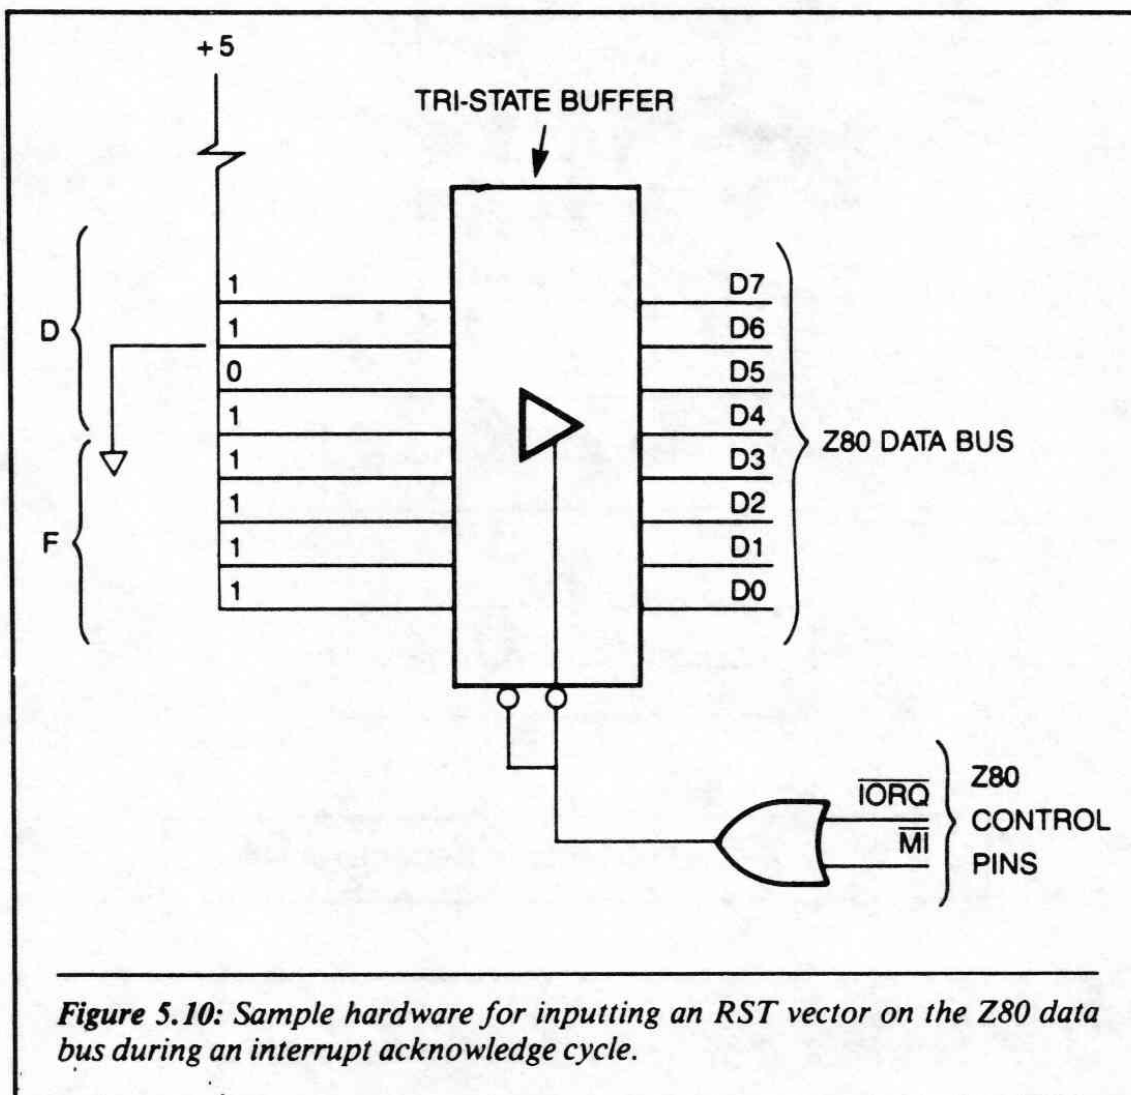 +5
TRI-STATE BUFFER
D
F
1
1
0
1
1
1
1
1
D7
D6
D5
D4
D3
D2
D1
D0
Z80 DATA BUS
IORQ
MI
Z80
CONTROL
PINS
Figure 5.10: Sample hardware for inputting an RST vector on the Z80 data
bus during an interrupt acknowledge cycle.